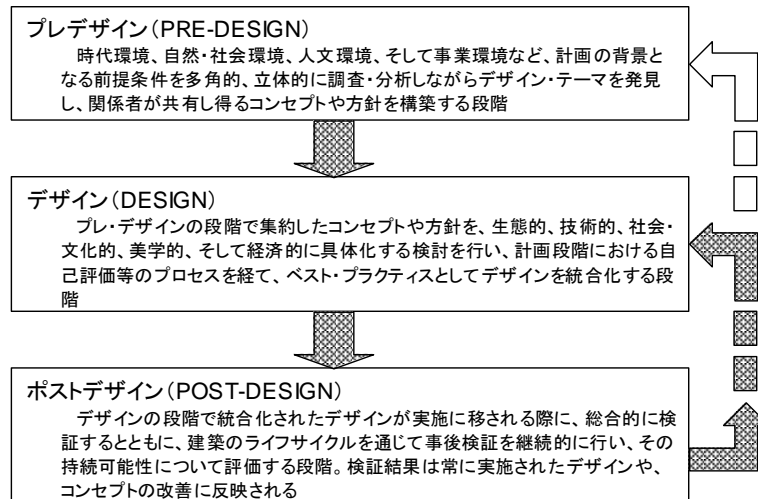 プレデザイン（PRE-DESIGN）
時代環境、自然・社会環境、人文環境、そして事業環境など、計画の背景と
なる前提条件を多角的、立体的に調査・分析しながらデザイン・テーマを発見
し、関係者が共有し得るコンセプトや方針を構築する段階
デザイン（DESIGN）
プレ・デザインの段階で集約したコンセプトや方針を、生態的、技術的、社会・
文化的、美学的、そして経済的に具体化する検討を行い、計画段階における自
己評価等のプロセスを経て、ベスト・プラクティスとしてデザインを統合化する段
階
ポストデザイン（POST-DESIGN）
デザインの段階で統合化されたデザインが実施に移される際に、総合的に検
証するとともに、建築のライフサイクルを通じて事後検証を継続的に行い、その
持続可能性について評価する段階。検証結果は常に実施されたデザインや、
コンセプトの改善に反映される